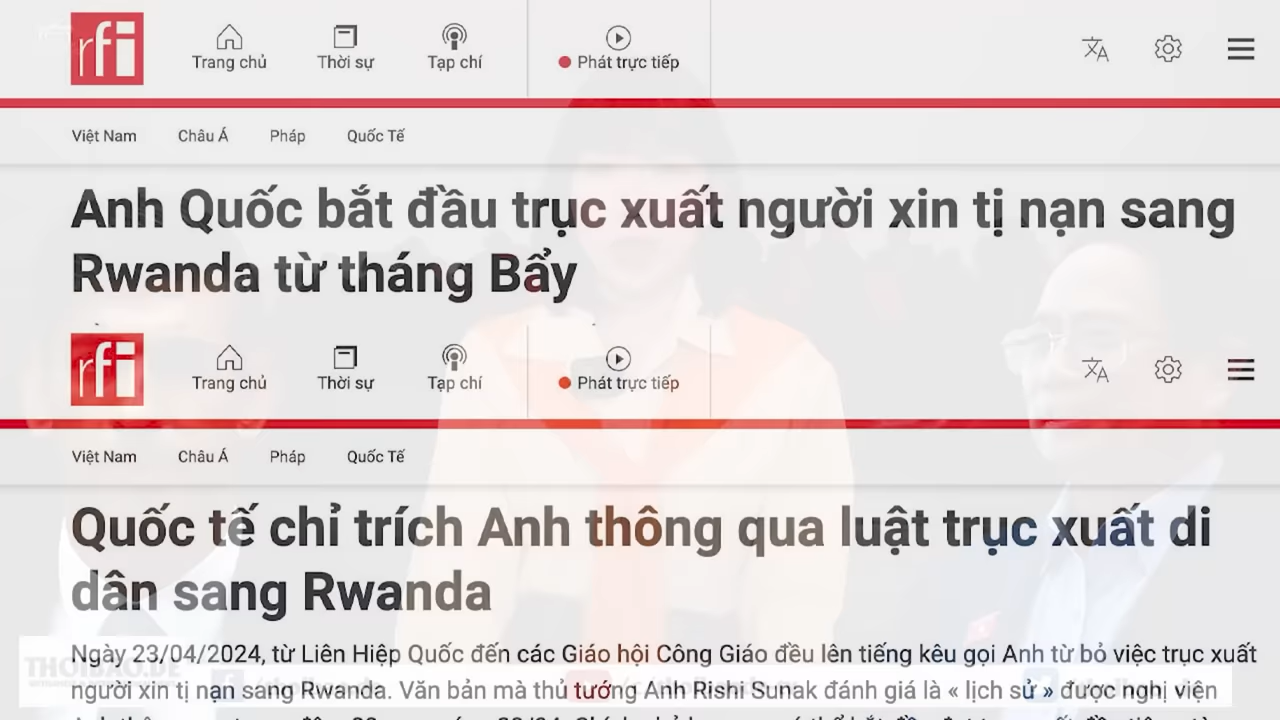 rfi
Trang chủ Thời sự Tạp chí Phát trực tiếp
Việt Nam Châu Á Pháp Quốc Tế
Anh Quốc bắt đầu trục xuất người xin tị nạn sang
Rwanda từ tháng Bẩy
rfi
Trang chủ Thời sự Tạp chí Phát trực tiếp
Việt Nam Châu Á Pháp Quốc Tế
Quốc tế chỉ trích Anh thông qua luật trục xuất di
dân sang Rwanda
Ngày 23/04/2024, từ Liên Hiệp Quốc đến các Giáo hội Công Giáo đều lên tiếng kêu gọi Anh từ bỏ việc trục xuất
người xin tị nạn sang Rwanda. Văn bản mà thủ tướng Anh Rishi Sunak đánh giá là « lịch sử » được nghị viện
THOIBAO.DE